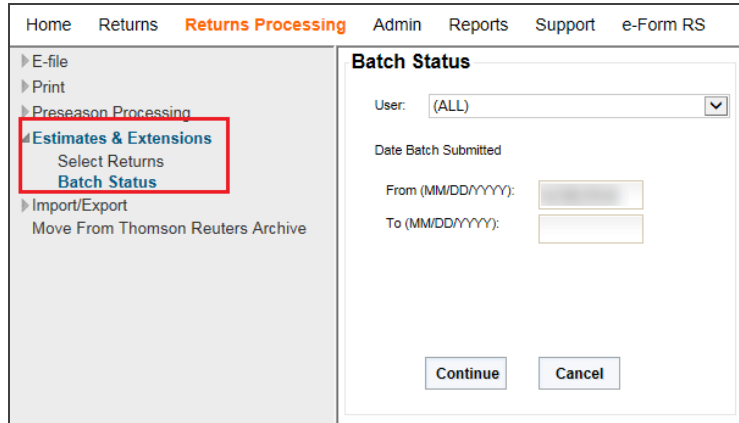 Home Returns Returns Processing Admin Reports Support e-Form RS
E-file
Print
Preseason Processing
Estimates & Extensions
Select Returns
Batch Status
Import/Export
Move From Thomson Reuters Archive
Batch Status
User: (ALL)
Date Batch Submitted
From (MM/DD/YYYY):
To (MM/DD/YYYY):
Continue Cancel